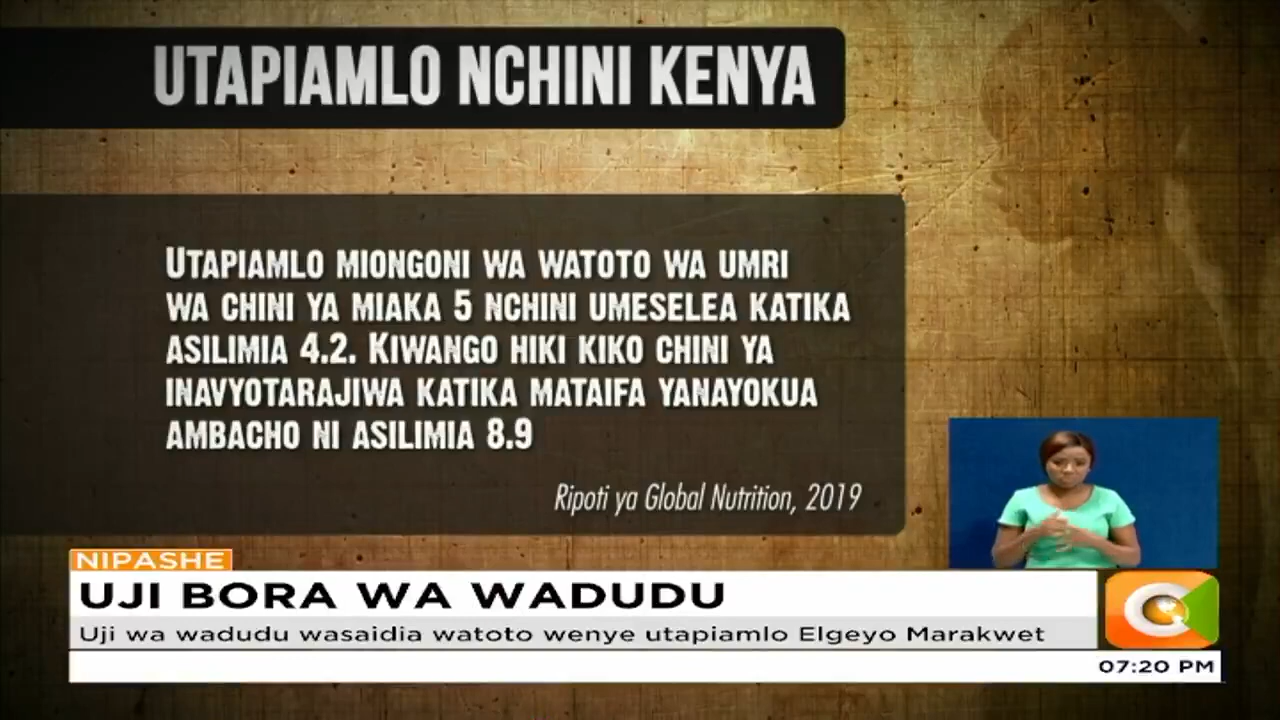 UTAPIAMLO NCHINI KENYA
UTAPIAMLO MIONGONI WA WATOTO WA UMRI
WA CHINI YA MIAKA 5 NCHINI UMESELEA KATIKA
ASILIMIA 4.2. KIWANGO HIKI KIKO CHINI YA
INAVYOTARAJIWA KATIKA MATAIFA YANAYOKUA
AMBACHO NI ASILIMIA 8.9
Ripoti ya Global Nutrition, 2019
NIPASHE
UJI BORA WA WADUDU
Uji wa wadudu wasaidia watoto wenye utapiamlo Elgeyo Marakwet
07:20 PM